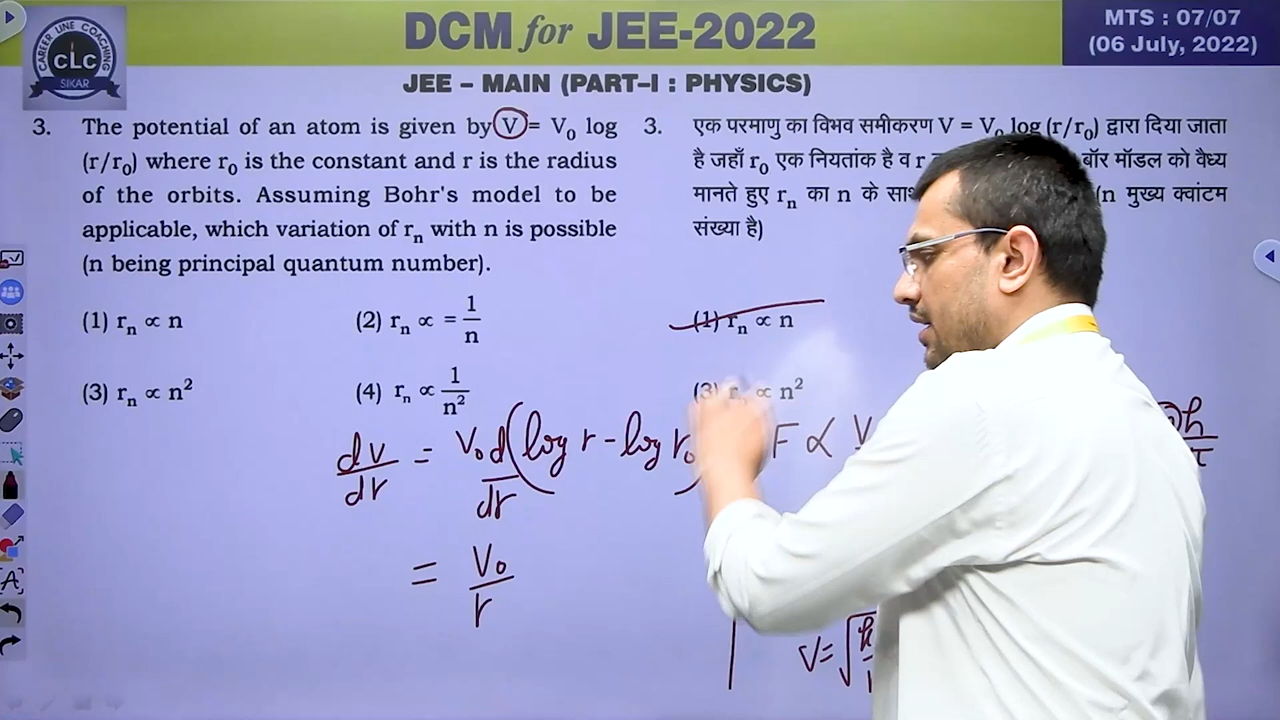 CAREER LINE COACHING
CLC
SIKAR
DCM for JEE-2022
MTS : 07/07
(06 July, 2022)
JEE – MAIN (PART–I : PHYSICS)
3. The potential of an atom is given by V = V₀ log
(r/r₀) where r₀ is the constant and r is the radius
of the orbits. Assuming Bohr's model to be
applicable, which variation of rₙ with n is possible
(n being principal quantum number).
(1) rₙ ∝ n (2) rₙ ∝ = 1/n
(3) rₙ ∝ n² (4) rₙ ∝ 1/n²
3. एक परमाणु का विभव समीकरण V = V₀ log (r/r₀) द्वारा दिया जाता
है जहाँ r₀ एक नियतांक है व r बॉर मॉडल को वैध्य
मानते हुए rₙ का n के साथ (n मुख्य क्वांटम
संख्या है)
(1) rₙ ∝ n
(3) ∝ n²
dv/dr = V₀ d/dr (log r - log r₀) F ∝ V
= V₀/r
V = √